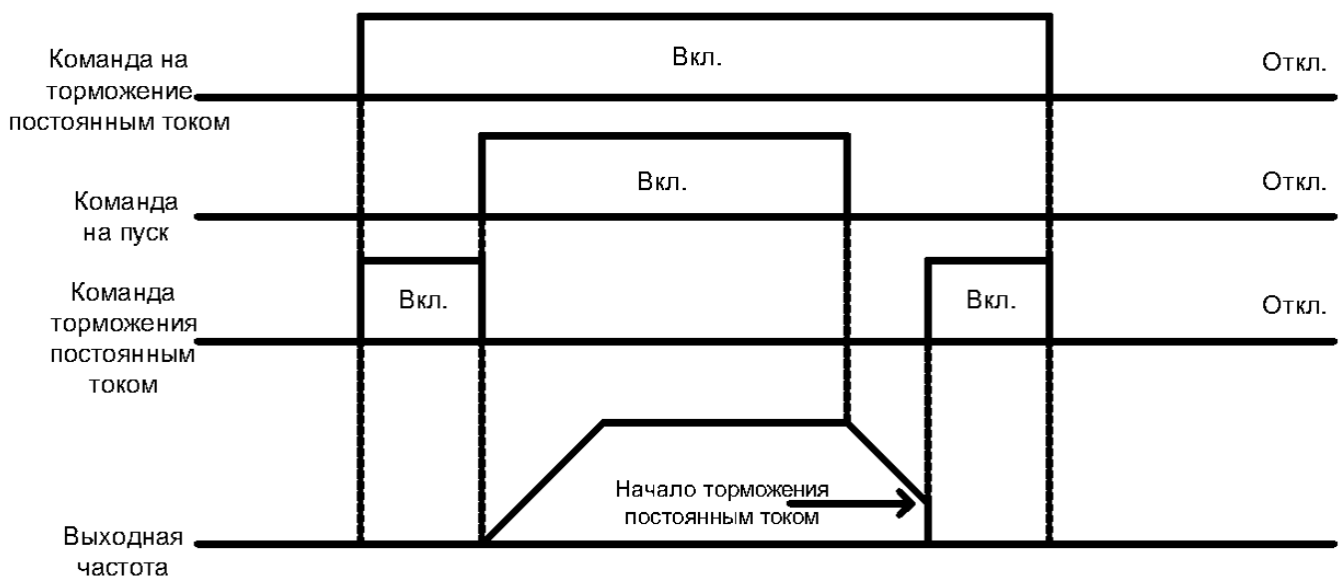 Команда на
торможение
постоянным током
Вкл.
Откл.
Команда
на пуск
Вкл.
Откл.
Команда
торможения
постоянным
током
Вкл.
Вкл.
Откл.
Начало торможения
постоянным током
Выходная
частота